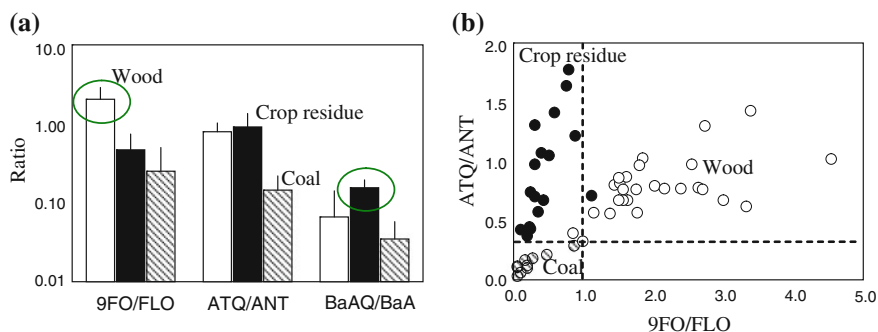 (a)
10.0
1.00
0.10
0.01
Ratio
Wood
Crop residue
Coal
9FO/FLO
ATQ/ANT
BaAQ/BaA
(b)
2.0
1.5
1.0
0.5
0.0
ATQ/ANT
Crop residue
Wood
Coal
0.0 1.0 2.0 3.0 4.0 5.0
9FO/FLO